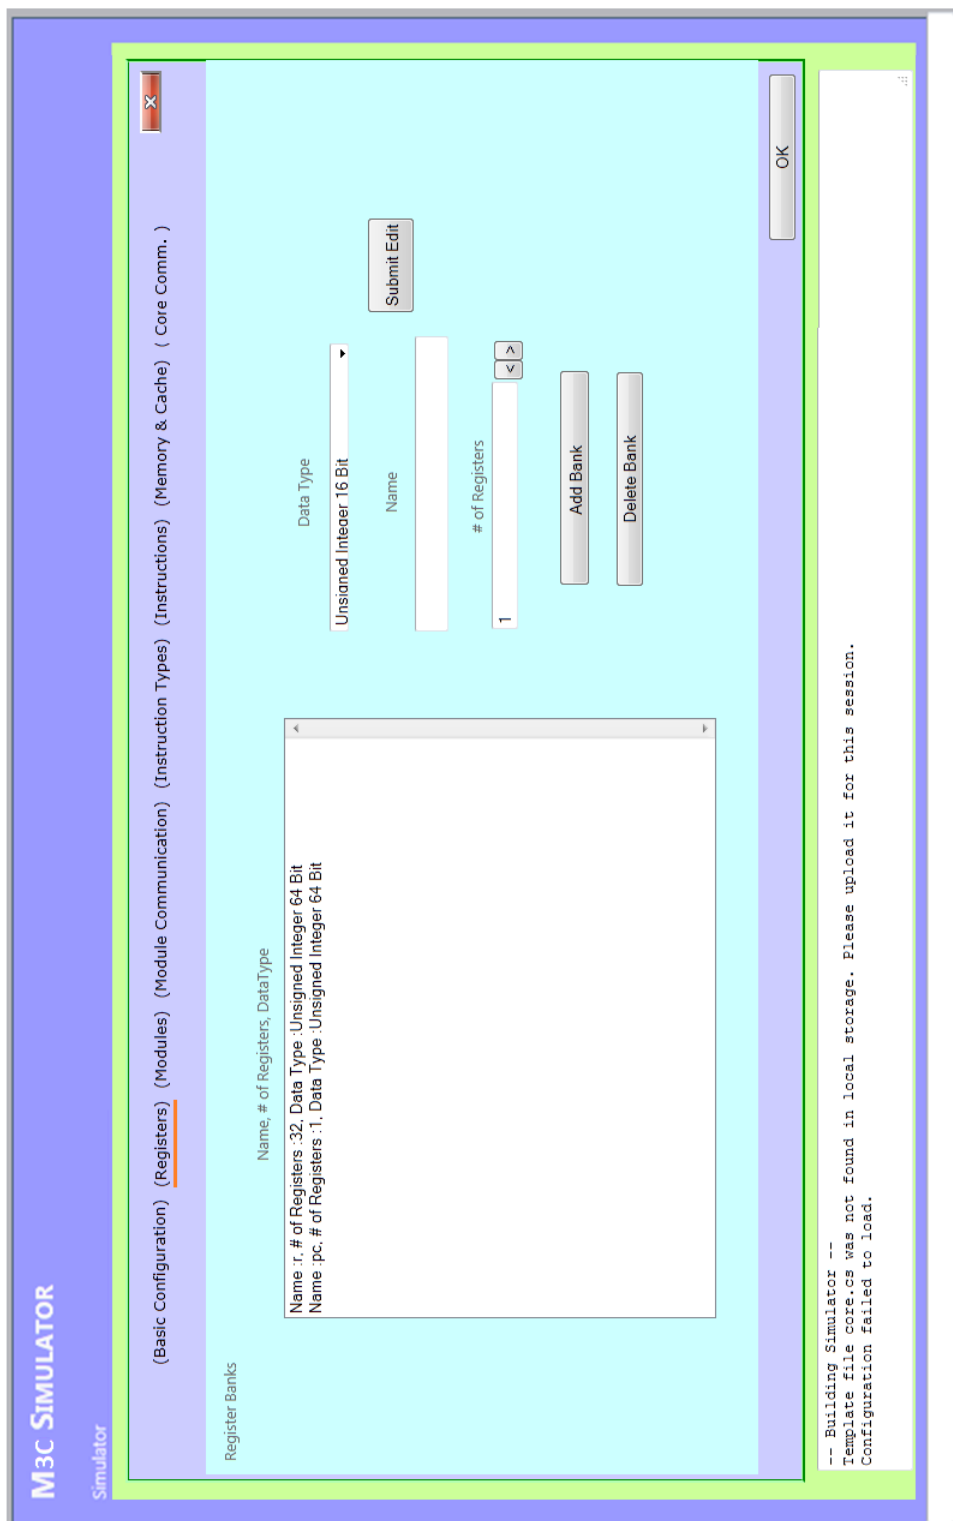 M3C SIMULATOR
Simulator
(Basic Configuration) (Registers) (Modules) (Module Communication) (Instruction Types) (Instructions) (Memory & Cache) ( Core Comm. )
x
Register Banks
Name, # of Registers, DataType
Name :r, # of Registers :32, Data Type :Unsigned Integer 64 Bit
Name :pc, # of Registers :1, Data Type :Unsigned Integer 64 Bit
Data Type
Unsigned Integer 16 Bit
Submit Edit
Name
# of Registers
1
< >
Add Bank
Delete Bank
OK
-- Building Simulator --
Template file core.cs was not found in local storage. Please upload it for this session.
Configuration failed to load.